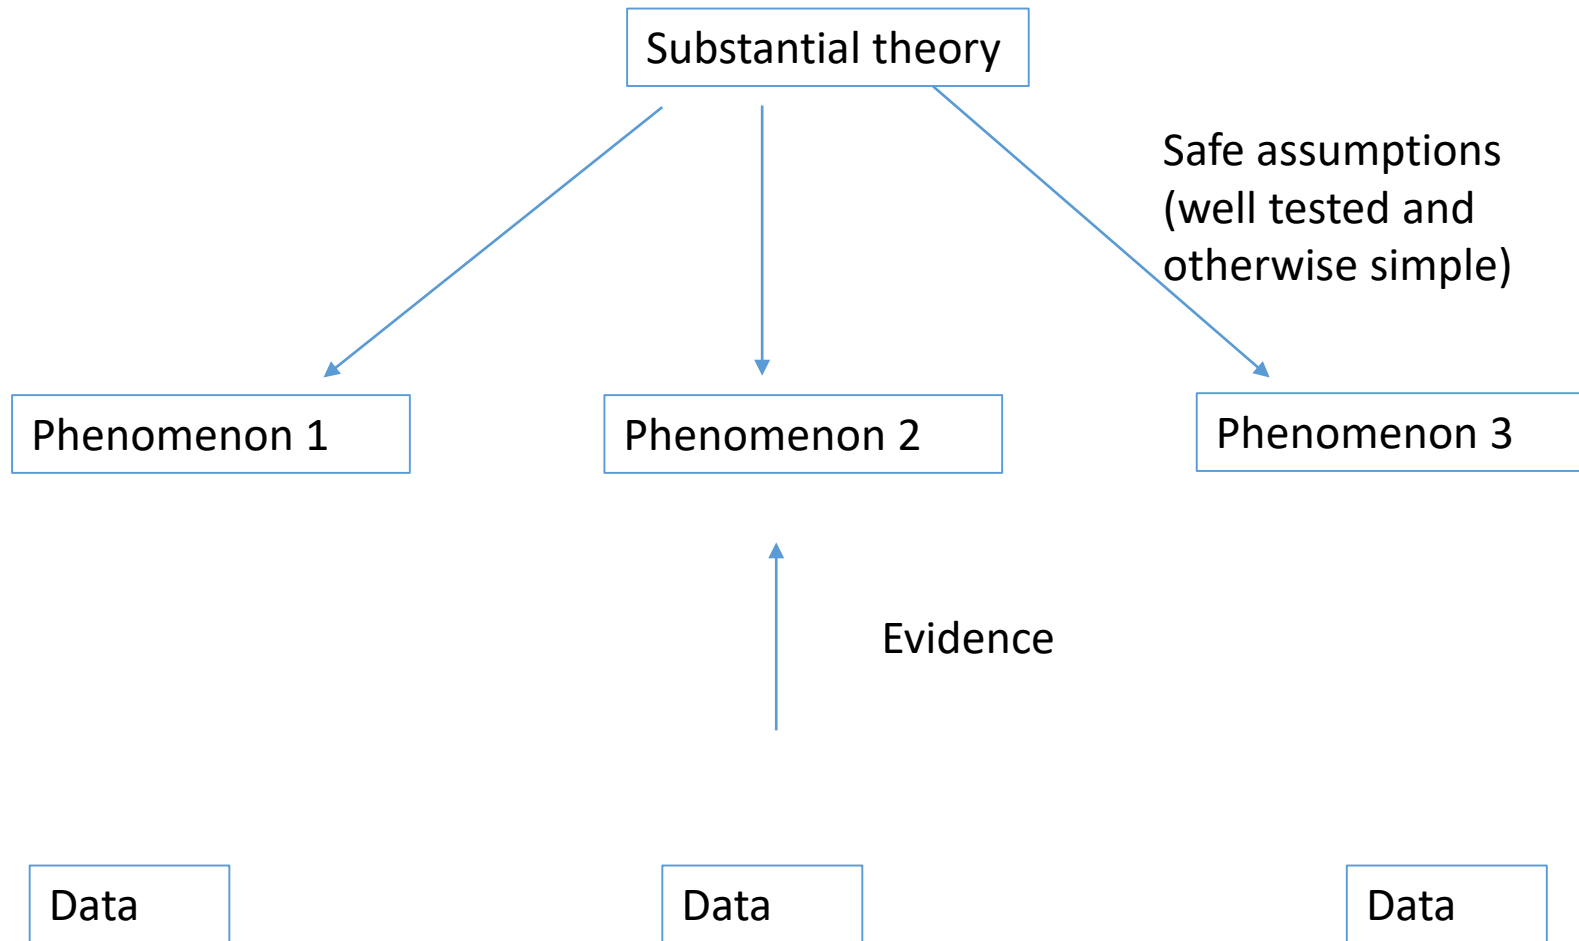 Substantial theory
Safe assumptions
(well tested and
otherwise simple)
Phenomenon 1
Phenomenon 2
Phenomenon 3
Evidence
Data
Data
Data